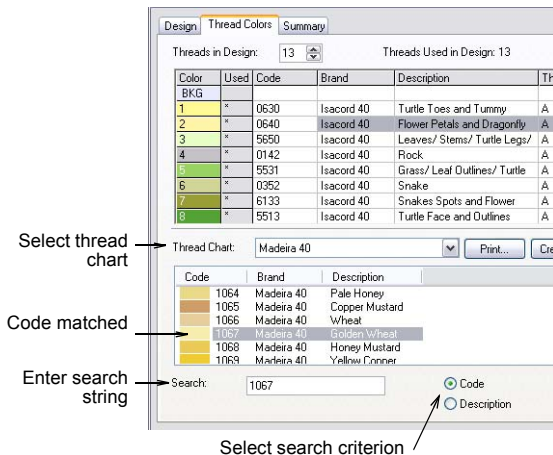 Design Thread Colors Summary
Threads in Design: 13 Threads Used in Design: 13
Color Used Code Brand Description Th
BKG
1 * 0630 Isacord 40 Turtle Toes and Tummy A
2 * 0640 Isacord 40 Flower Petals and Dragonfly A
3 * 5650 Isacord 40 Leaves/ Stems/ Turtle Legs/ A
4 * 0142 Isacord 40 Rock A
5 * 5531 Isacord 40 Grass/ Leaf Outlines/ Turtle A
6 * 0352 Isacord 40 Snake A
7 * 6133 Isacord 40 Snakes Spots and Flower A
8 * 5513 Isacord 40 Turtle Face and Outlines A
Select thread
chart
Thread Chart: Madeira 40 Print... Cre
Code Brand Description
1064 Madeira 40 Pale Honey
1065 Madeira 40 Copper Mustard
1066 Madeira 40 Wheat
Code matched
1067 Madeira 40 Golden Wheat
1068 Madeira 40 Honey Mustard
1069 Madeira 40 Yellow Copper
Enter search
string
Search: 1067 Code
Description
Select search criterion